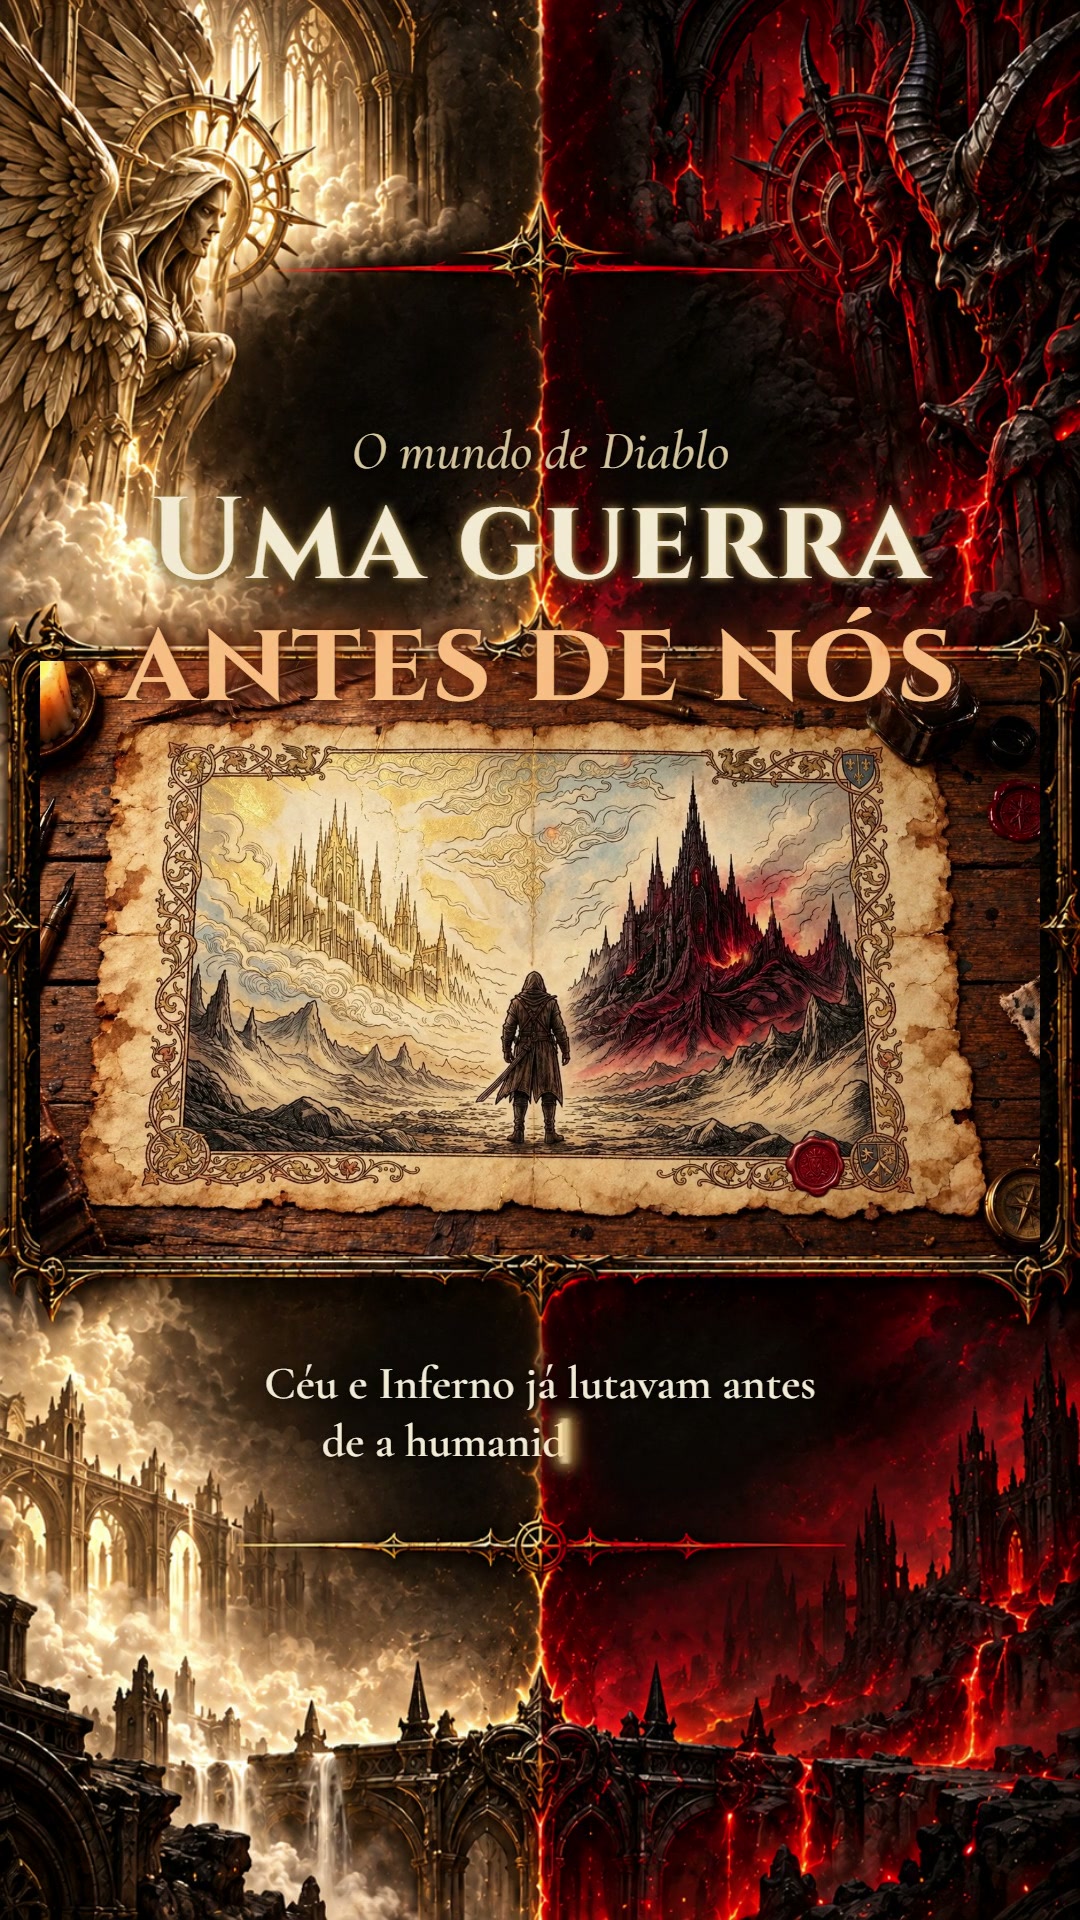 O mundo de Diablo
Uma guerra
antes de nós
Céu e Inferno já lutavam antes
de a humanid